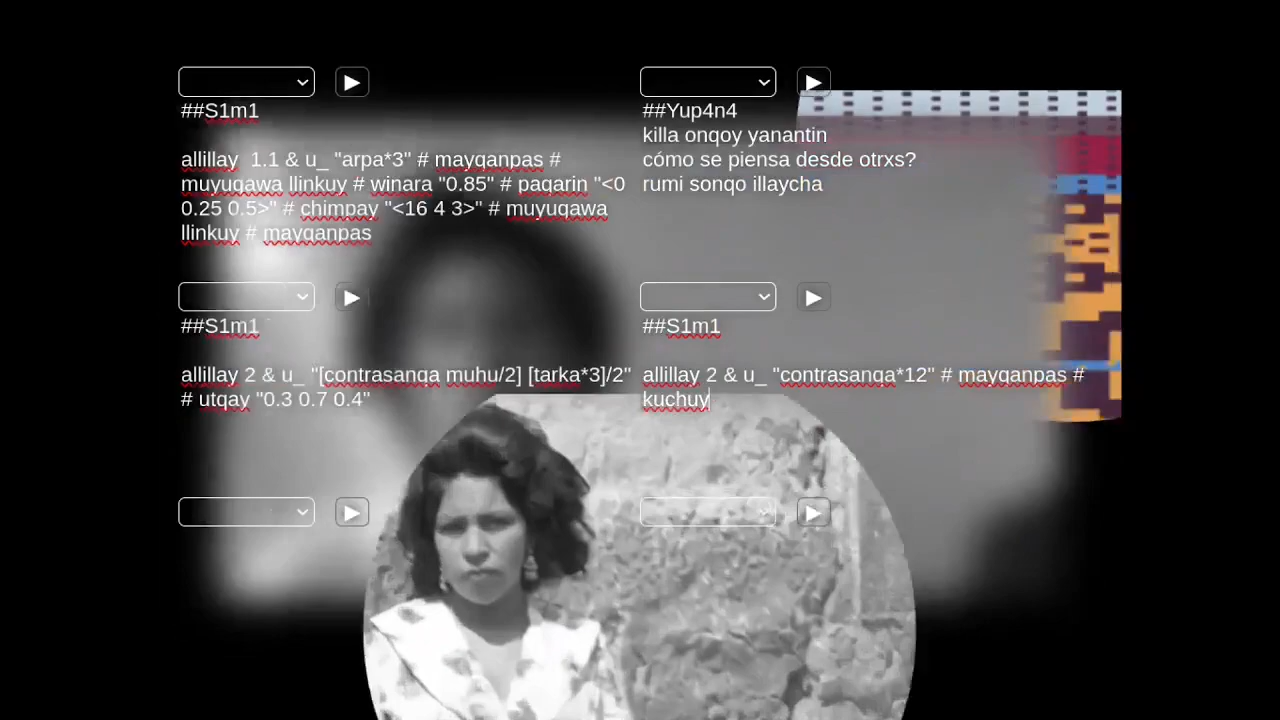 ##S1m1
allillay  1.1 & u_ "arpa*3" # mayqanpas #
muyuqawa llinkuy # winara "0.85" # paqarin "<0
0.25 0.5>" # chimpay "<16 4 3>" # muyuqawa
llinkuy # mayqanpas
##Yup4n4
killa onqoy yanantin
cómo se piensa desde otrxs?
rumi sonqo illaycha
##S1m1
allillay 2 & u_ "[contrasanqa muhu/2] [tarka*3]/2"
# utqay "0.3 0.7 0.4"
##S1m1
allillay 2 & u_ "contrasanqa*12" # mayqanpas #
kuchuy